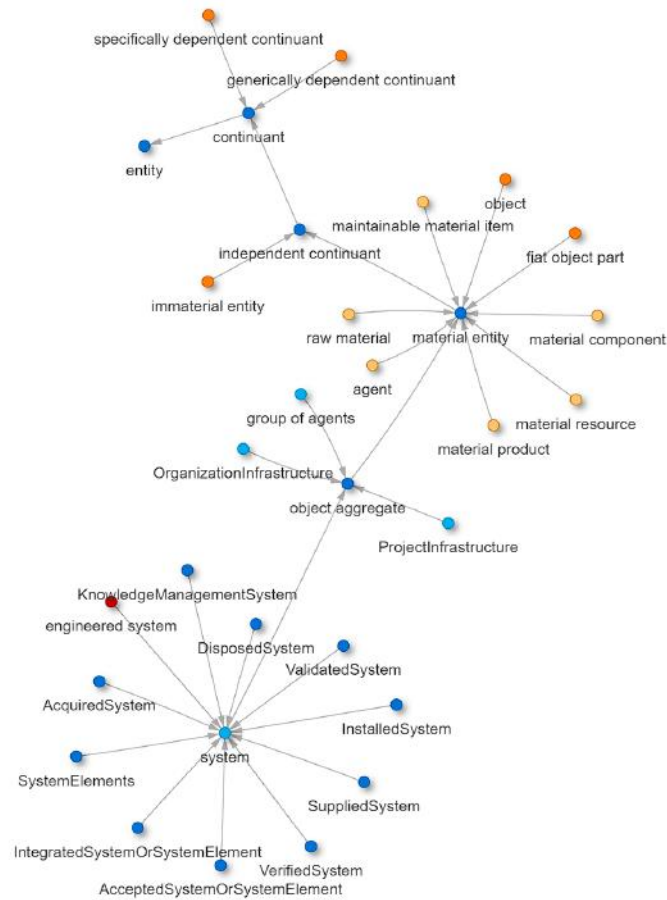 specifically dependent continuant
generically dependent continuant
continuant
entity
object
maintainable material item
independent continuant
fiat object part
immaterial entity
raw material
material entity
material component
agent
group of agents
material resource
material product
OrganizationInfrastructure
object aggregate
ProjectInfrastructure
KnowledgeManagementSystem
engineered system
DisposedSystem
ValidatedSystem
AcquiredSystem
InstalledSystem
system
SystemElements
SuppliedSystem
IntegratedSystemOrSystemElement
VerifiedSystem
AcceptedSystemOrSystemElement